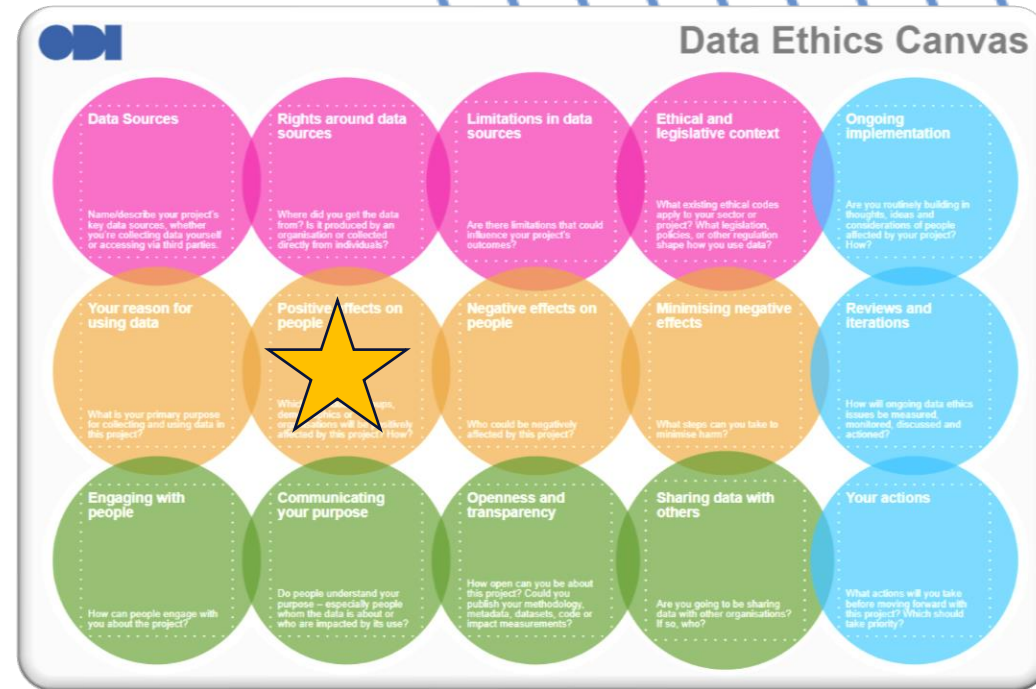 ODI
Data Ethics Canvas
Data Sources
Name/describe your project's
key data sources, whether
you're collecting data yourself
or accessing via third parties.
Rights around data
sources
Where did you get the data
from? Is it produced by an
organisation or collected
directly from individuals?
Limitations in data
sources
Are there limitations that could
influence your project's
outcomes?
Ethical and
legislative context
What existing ethical codes
apply to your sector or
project? What legislation,
policies, or other regulation
shape how you use data?
Ongoing
implementation
Are you routinely building in
thoughts, ideas and
considerations of people
affected by your project?
How?
Your reason for
using data
What is your primary purpose
for collecting and using data in
this project?
Positive effects on
people
affected by this project? How?
Negative effects on
people
Who could be negatively
affected by this project?
Minimising negative
effects
What steps can you take to
minimise harm?
Reviews and
iterations
How will ongoing data ethics
issues be measured,
monitored, discussed and
actioned?
Engaging with
people
How can people engage with
you about the project?
Communicating
your purpose
Do people understand your
purpose – especially people
whom the data is about or
who are impacted by its use?
Openness and
transparency
How open can you be about
this project? Could you
publish your methodology,
metadata, datasets, code or
impact measurements?
Sharing data with
others
Are you going to be sharing
data with other organisations?
If so, who?
Your actions
What actions will you take
before moving forward with
this project? Which should
take priority?